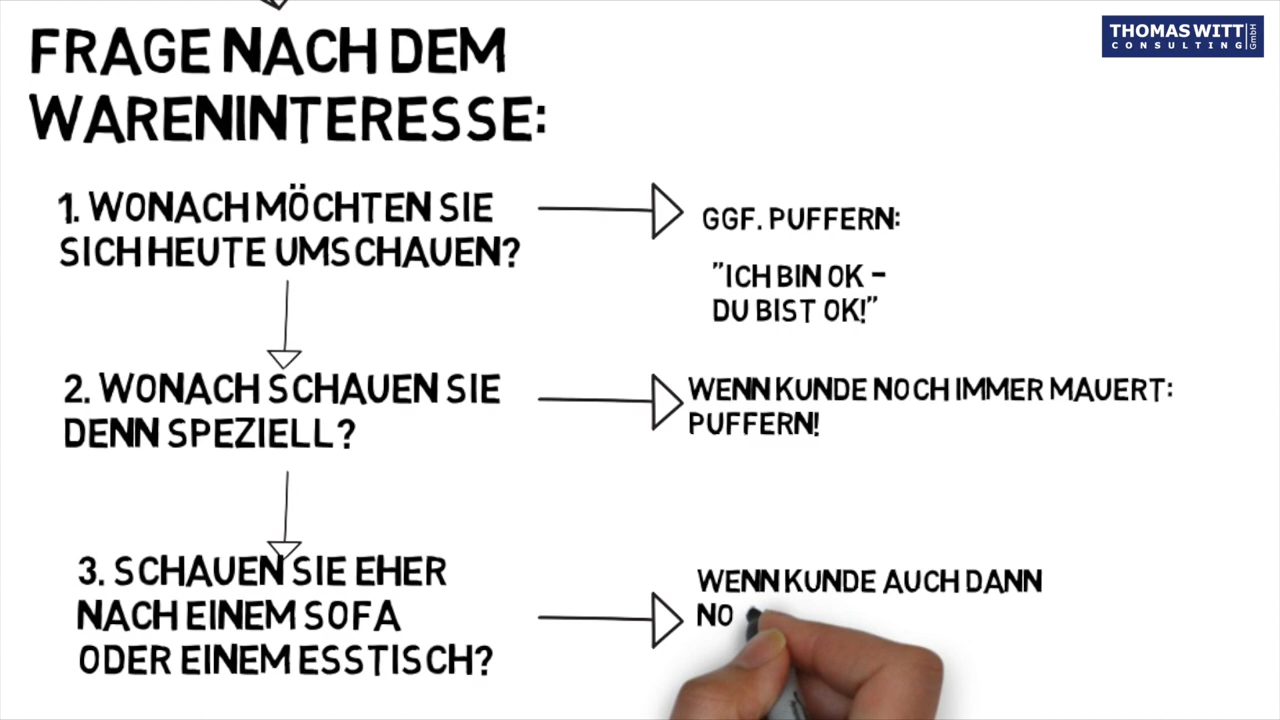 THOMAS WITT
CONSULTING
GmbH
FRAGE NACH DEM
WARENINTERESSE:
1. WONACH MÖCHTEN SIE
SICH HEUTE UMSCHAUEN?
GGF. PUFFERN:
"ICH BIN OK -
DU BIST OK!"
2. WONACH SCHAUEN SIE
DENN SPEZIELL?
WENN KUNDE NOCH IMMER MAUERT:
PUFFERN!
3. SCHAUEN SIE EHER
NACH EINEM SOFA
ODER EINEM ESSTISCH?
WENN KUNDE AUCH DANN
NO